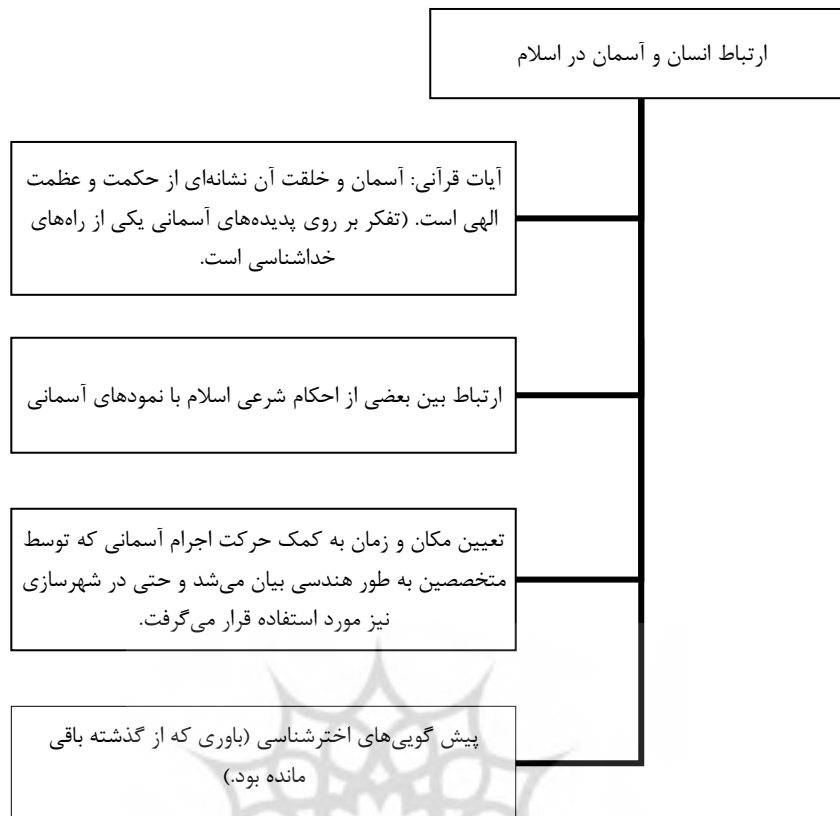 ارتباط انسان و آسمان در اسلام
آیات قرآنی: آسمان و خلقت آن نشانه‌ای از حکمت و عظمت
الهی است. (تفکر بر روی پدیده‌های آسمانی یکی از راه‌های
خداشناسی است.
ارتباط بین بعضی از احکام شرعی اسلام با نمودهای آسمانی
تعیین مکان و زمان به کمک حرکت اجرام آسمانی که توسط
متخصصین به طور هندسی بیان می‌شد و حتی در شهرسازی
نیز مورد استفاده قرار می‌گرفت.
پیش گویی‌های اخترشناسی (باوری که از گذشته باقی
مانده بود.)